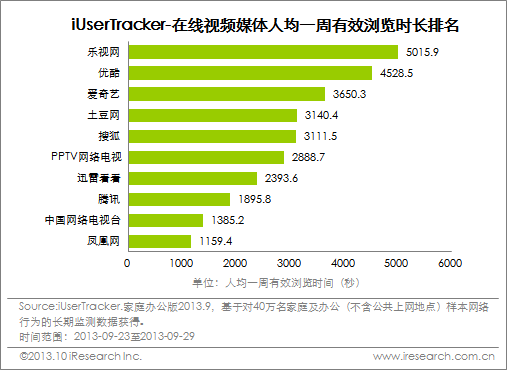 iUserTracker-在线视频媒体人均一周有效浏览时长排名
乐视网 5015.9
优酷 4528.5
爱奇艺 3650.3
土豆网 3140.4
搜狐 3111.5
PPTV网络电视 2888.7
迅雷看看 2393.6
腾讯 1895.8
中国网络电视台 1385.2
凤凰网 1159.4
0 1000 2000 3000 4000 5000 6000
单位：人均一周有效浏览时间（秒）
Source:iUserTracker.家庭办公版2013.9，基于对40万名家庭及办公（不含公共上网地点）样本网络
行为的长期监测数据获得。
时间范围：2013-09-23至2013-09-29
©2013.10 iResearch Inc. www.iresearch.com.cn